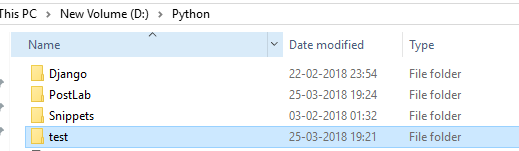 This PC > New Volume (D:) > Python
Name Date modified Type
Django 22-02-2018 23:54 File folder
PostLab 25-03-2018 19:24 File folder
Snippets 03-02-2018 01:32 File folder
test 25-03-2018 19:21 File folder